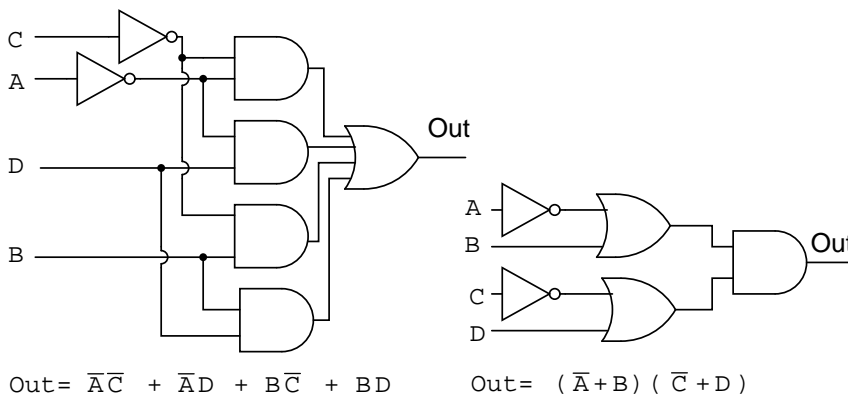 C
A
D
B
Out
Out= A̅C̅ + A̅D + BC̅ + BD
A
B
C
D
Out
Out= (A̅+B)(C̅+D)